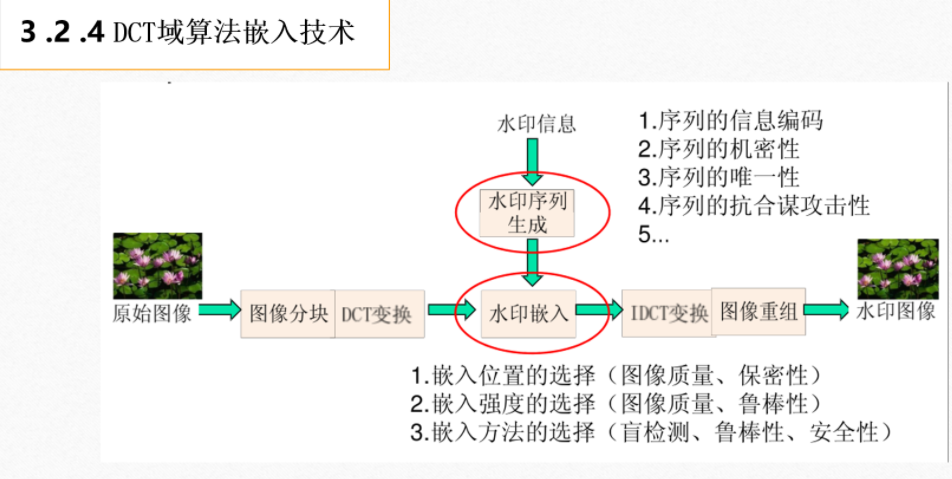 3 .2 .4 DCT域算法嵌入技术
水印信息
1.序列的信息编码
2.序列的机密性
3.序列的唯一性
4.序列的抗合谋攻击性
5...
水印序列
生成
原始图像
图像分块
DCT变换
水印嵌入
IDCT变换
图像重组
水印图像
1.嵌入位置的选择（图像质量、保密性）
2.嵌入强度的选择（图像质量、鲁棒性）
3.嵌入方法的选择（盲检测、鲁棒性、安全性）